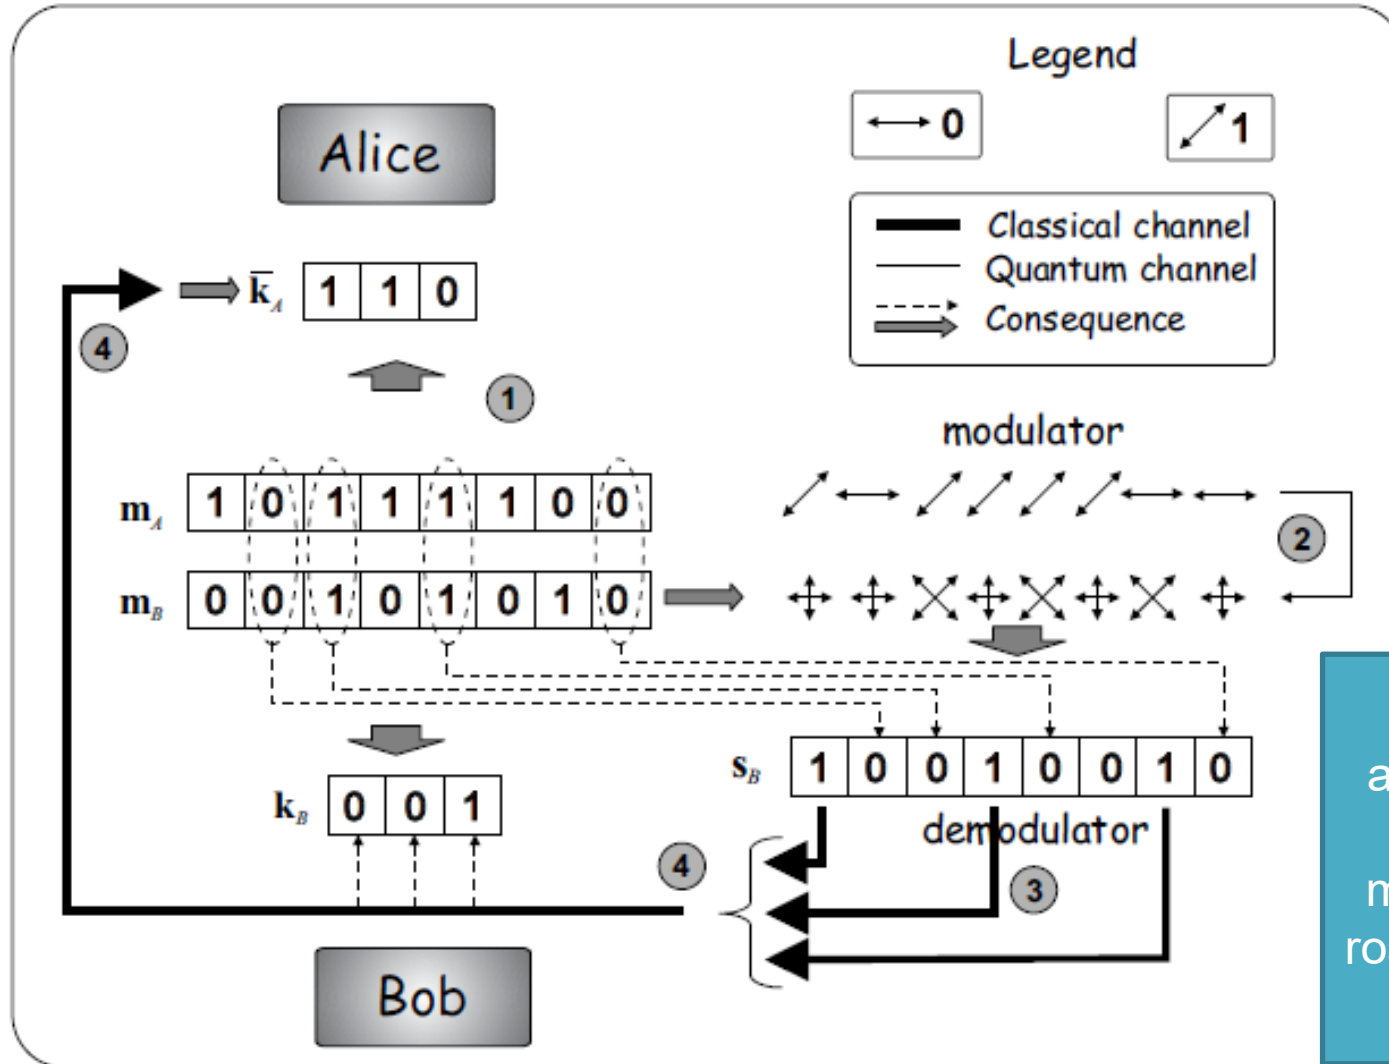 Legend
0
1
Alice
Classical channel
Quantum channel
Consequence
k̄A
1 1 0
4
1
modulator
mA
1 0 1 1 1 1 0 0
2
mB
0 0 1 0 1 0 1 0
sB
1 0 0 1 0 0 1 0
kB
0 0 1
demodulator
4
3
Bob